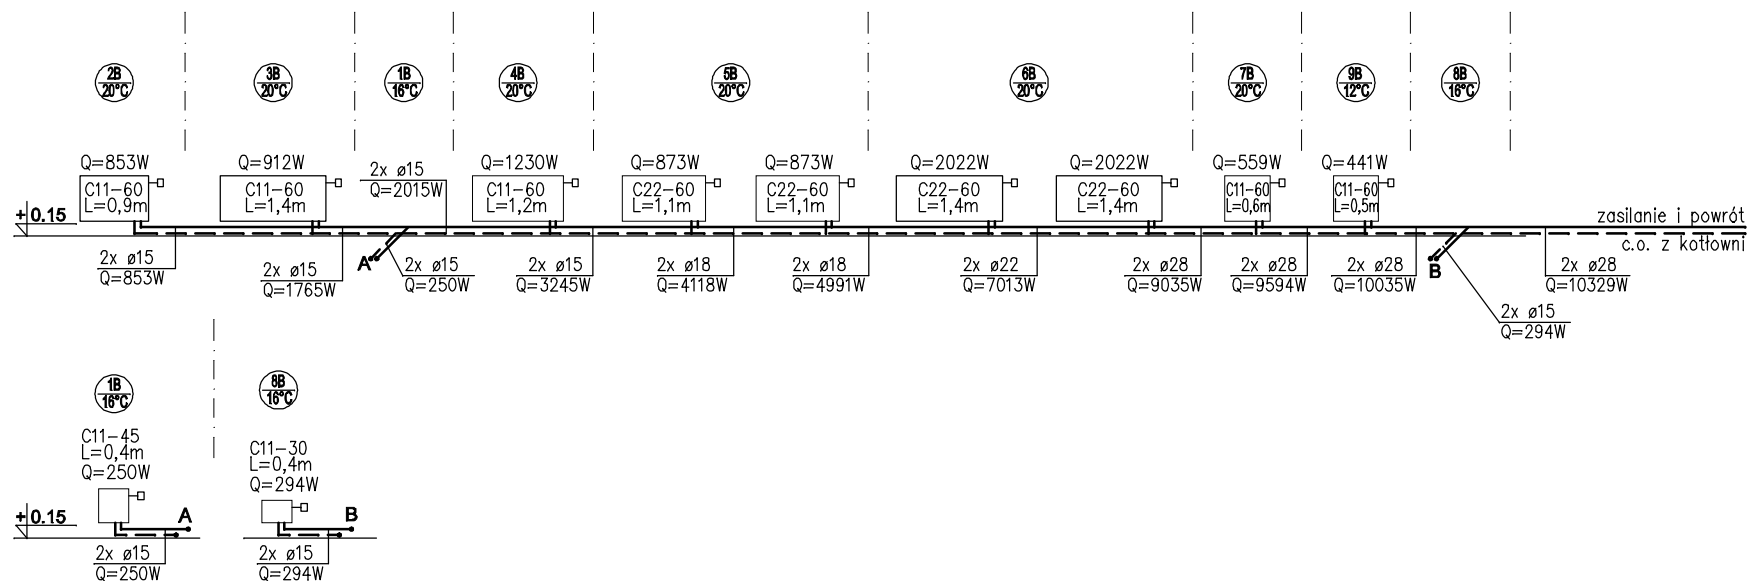 2B
20°C
3B
20°C
1B
16°C
4B
20°C
5B
20°C
6B
20°C
7B
20°C
9B
12°C
8B
16°C
Q=853W
C11-60
L=0,9m
Q=912W
C11-60
L=1,4m
2x ø15
Q=2015W
Q=1230W
C11-60
L=1,2m
Q=873W
C22-60
L=1,1m
Q=873W
C22-60
L=1,1m
Q=2022W
C22-60
L=1,4m
Q=2022W
C22-60
L=1,4m
Q=559W
C11-60
L=0,6m
Q=441W
C11-60
L=0,5m
+0.15
zasilanie i powrót
c.o. z kotłowni
2x ø15
Q=853W
2x ø15
Q=1765W
A
2x ø15
Q=250W
2x ø15
Q=3245W
2x ø18
Q=4118W
2x ø18
Q=4991W
2x ø22
Q=7013W
2x ø28
Q=9035W
2x ø28
Q=9594W
2x ø28
Q=10035W
B
2x ø28
Q=10329W
2x ø15
Q=294W
1B
16°C
8B
16°C
C11-45
L=0,4m
Q=250W
C11-30
L=0,4m
Q=294W
+0.15
A
B
2x ø15
Q=250W
2x ø15
Q=294W